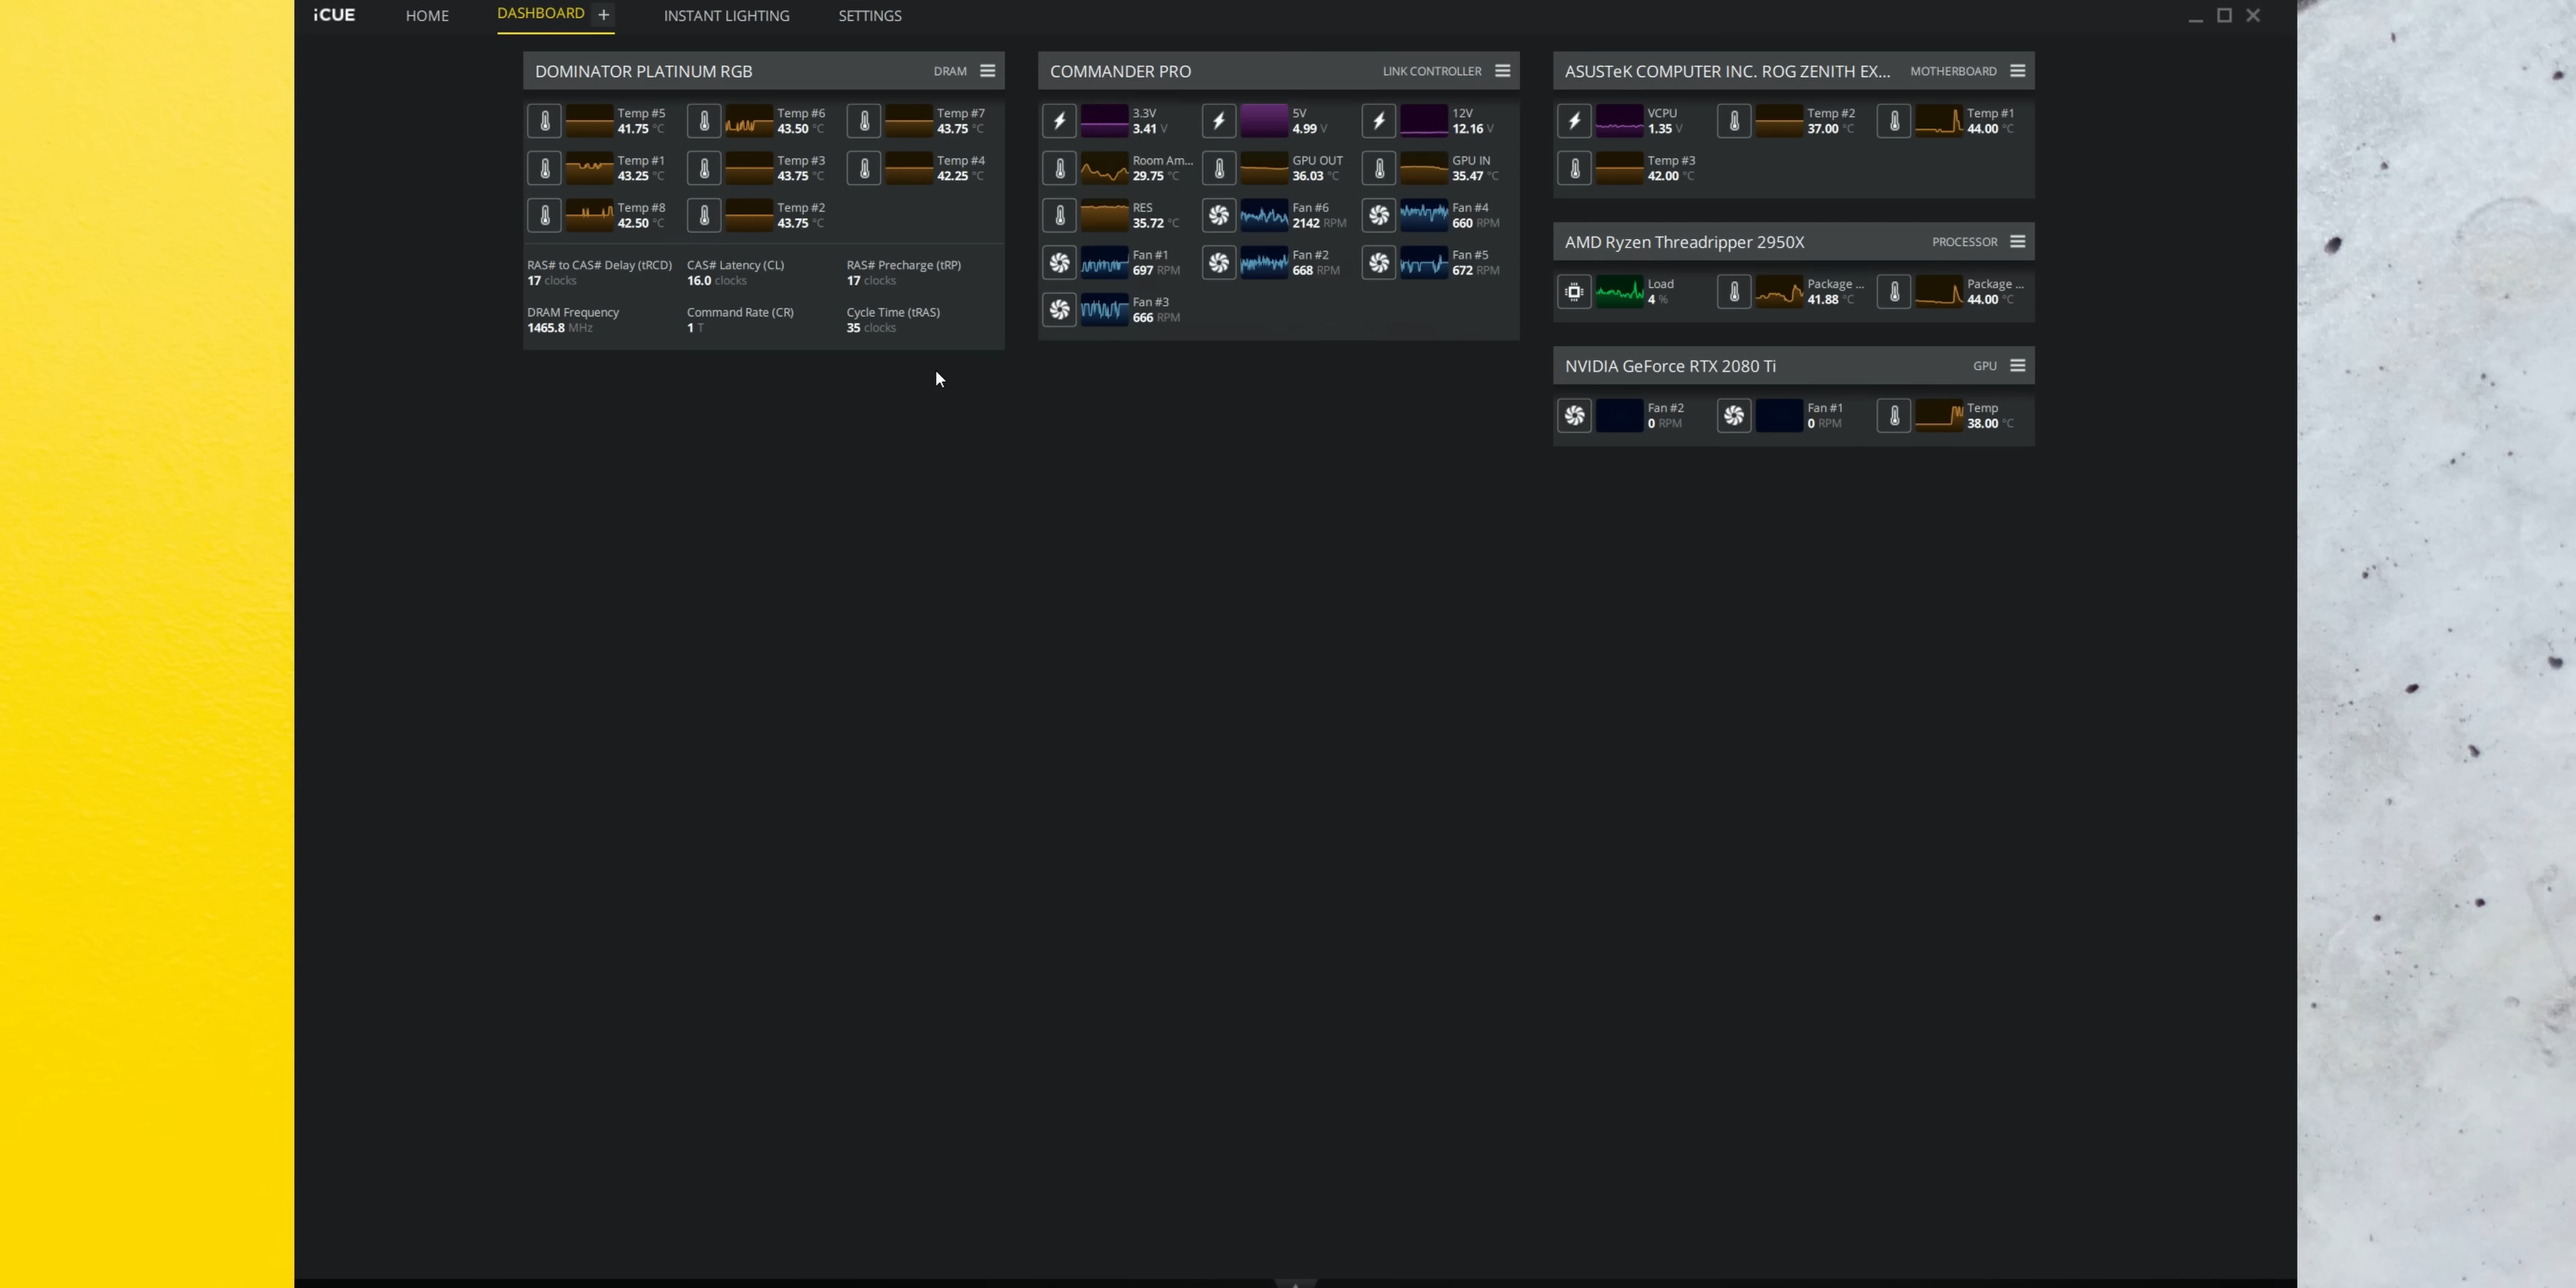 iCUE HOME DASHBOARD + INSTANT LIGHTING SETTINGS
DOMINATOR PLATINUM RGB DRAM
Temp #5 Temp #6 Temp #7
41.75 °C 43.50 °C 43.75 °C
Temp #1 Temp #3 Temp #4
43.25 °C 43.75 °C 42.25 °C
Temp #8 Temp #2
42.50 °C 43.75 °C
RAS# to CAS# Delay (tRCD) CAS# Latency (CL) RAS# Precharge (tRP)
17 clocks 16.0 clocks 17 clocks
DRAM Frequency Command Rate (CR) Cycle Time (tRAS)
1465.8 MHz 1 T 35 clocks
COMMANDER PRO LINK CONTROLLER
3.3V 5V 12V
3.41 V 4.99 V 12.16 V
Room Am... GPU OUT GPU IN
29.75 °C 36.03 °C 35.47 °C
RES Fan #6 Fan #4
35.72 °C 2142 RPM 660 RPM
Fan #1 Fan #2 Fan #5
697 RPM 668 RPM 672 RPM
Fan #3
666 RPM
ASUSTeK COMPUTER INC. ROG ZENITH EX... MOTHERBOARD
VCPU Temp #2 Temp #1
1.35 V 37.00 °C 44.00 °C
Temp #3
42.00 °C
AMD Ryzen Threadripper 2950X PROCESSOR
Load Package ... Package ...
4 % 41.88 °C 44.00 °C
NVIDIA GeForce RTX 2080 Ti GPU
Fan #2 Fan #1 Temp
0 RPM 0 RPM 38.00 °C